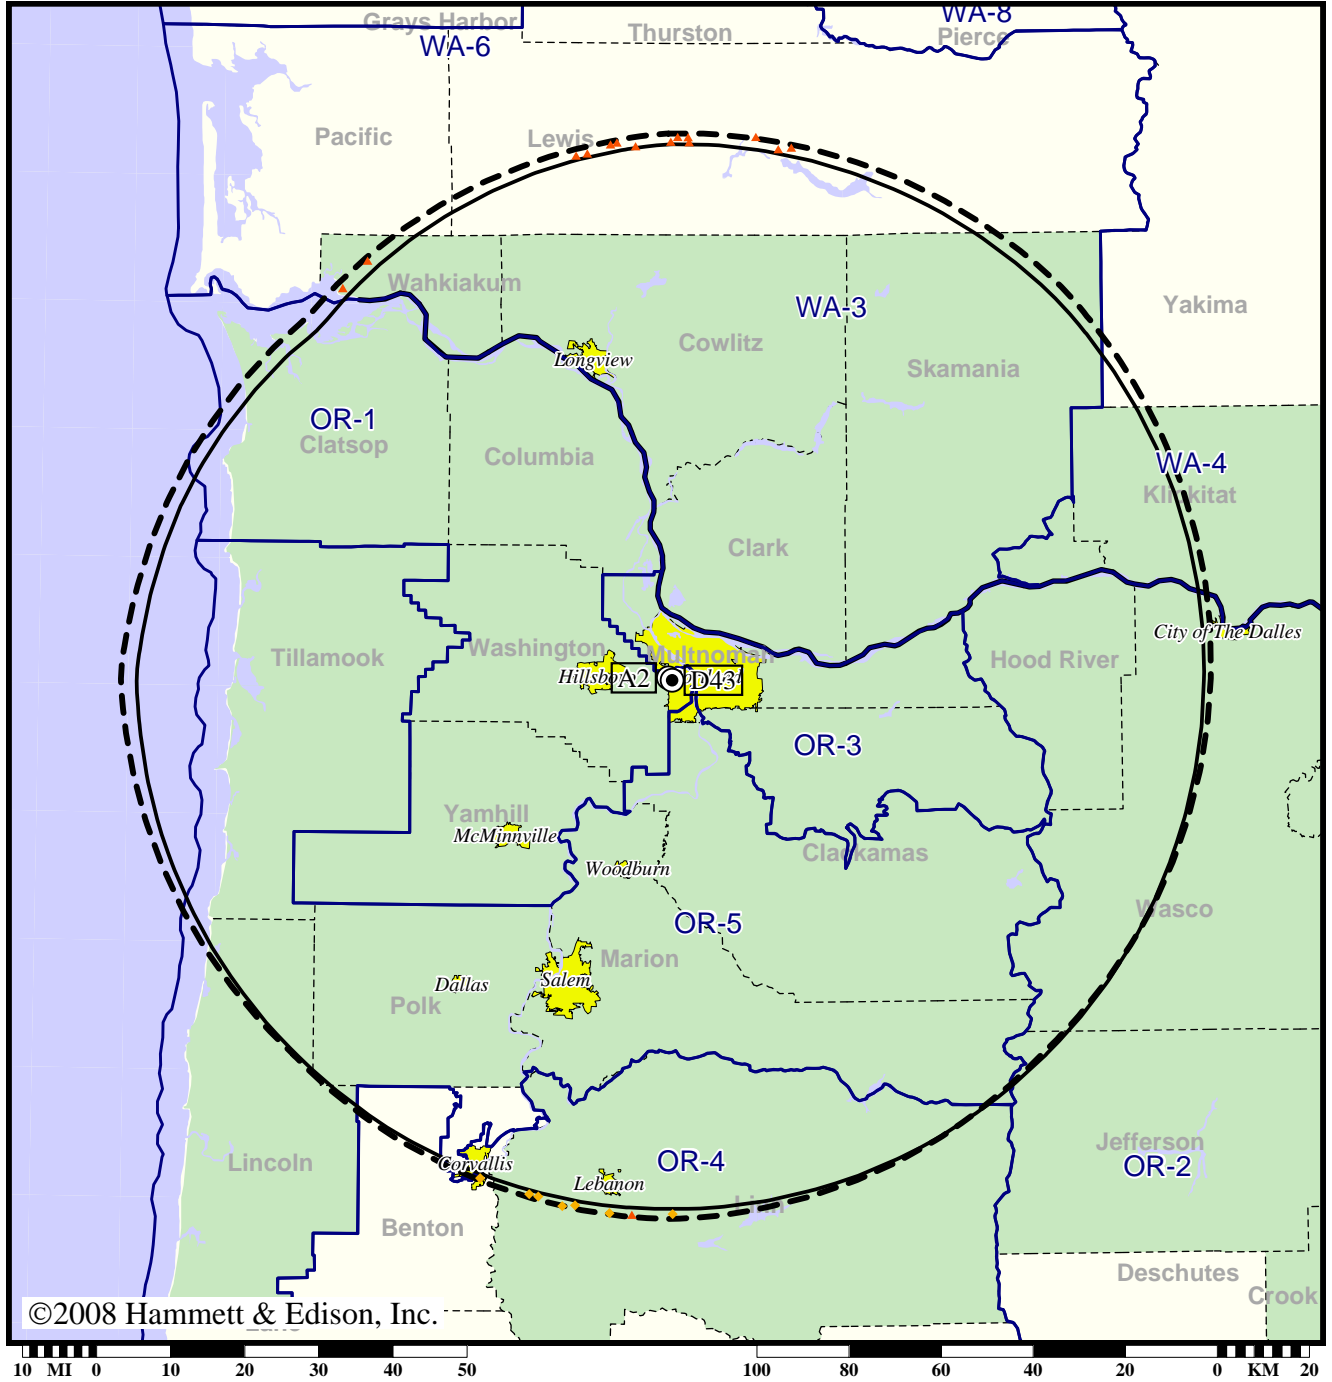 Grays Harbor
WA-8
WA-6
Thurston
Pierce
Pacific
Lewis
Wahkiakum
WA-3
Yakima
Cowlitz
Longview
Skamania
OR-1
Clatsop
Columbia
WA-4
Klickitat
Clark
City of The Dalles
Washington
Multnomah
Tillamook
Hood River
Hillsboro
A2
D43
OR-3
Yamhill
McMinnville
Clackamas
Woodburn
Wasco
OR-5
Marion
Dallas
Salem
Polk
Jefferson
OR-2
Lincoln
Corvallis
OR-4
Lebanon
Linn
Benton
Deschutes
Crook
©2008 Hammett & Edison, Inc.
Lane
10 MI 0 10 20 30 40 50 100 80 60 40 20 0 KM 20